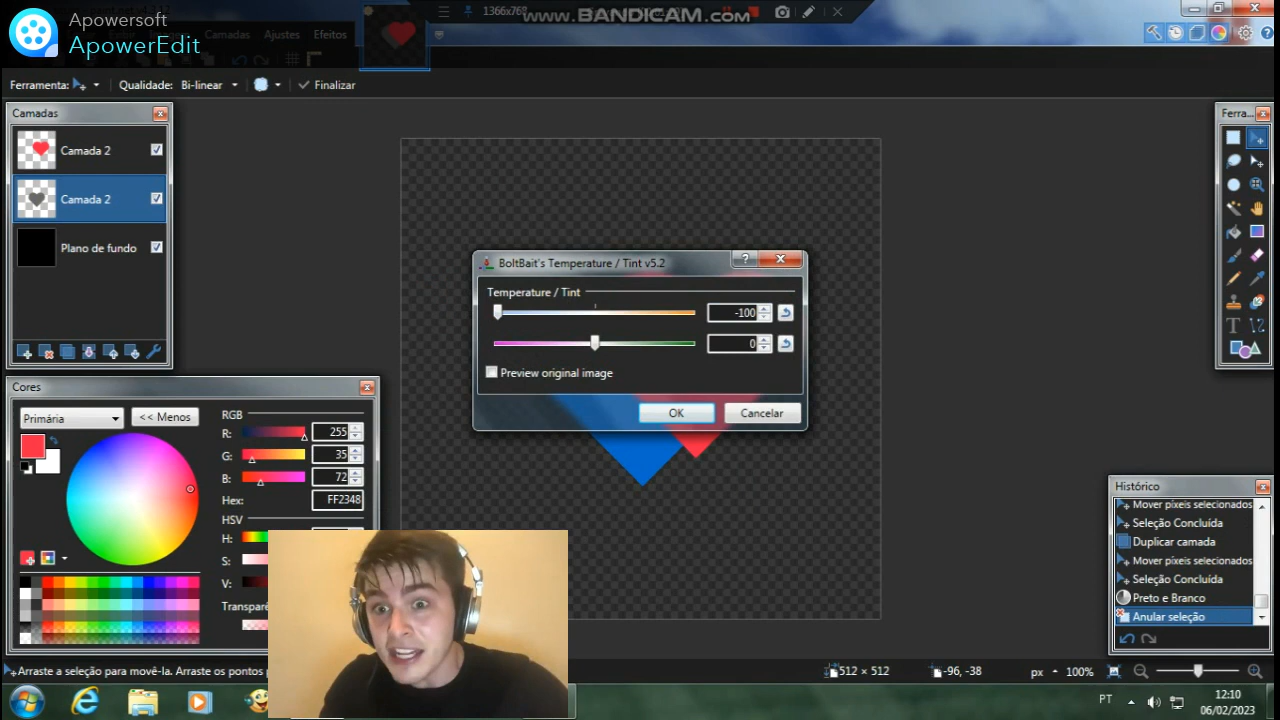 Apowersoft
ApowerEdit
1366x768
www.BANDICAM.com
Camadas
Ajustes
Efeitos
Ferramenta:
Qualidade:
Bi-linear
Finalizar
Camadas
Camada 2
Camada 2
Plano de fundo
Ferra...
BoltBait's Temperature / Tint v5.2
Temperature / Tint
-100
0
Preview original image
OK
Cancelar
Cores
Primária
<< Menos
RGB
R:
255
G:
35
B:
72
Hex:
FF2348
HSV
H:
S:
V:
Histórico
Mover píxeis selecionados
Seleção Concluída
Duplicar camada
Mover píxeis selecionados
Seleção Concluída
Preto e Branco
Anular seleção
Arraste a seleção para movê-la. Arraste os pontos
512 × 512
-96, -38
px
100%
PT
12:10
06/02/2023